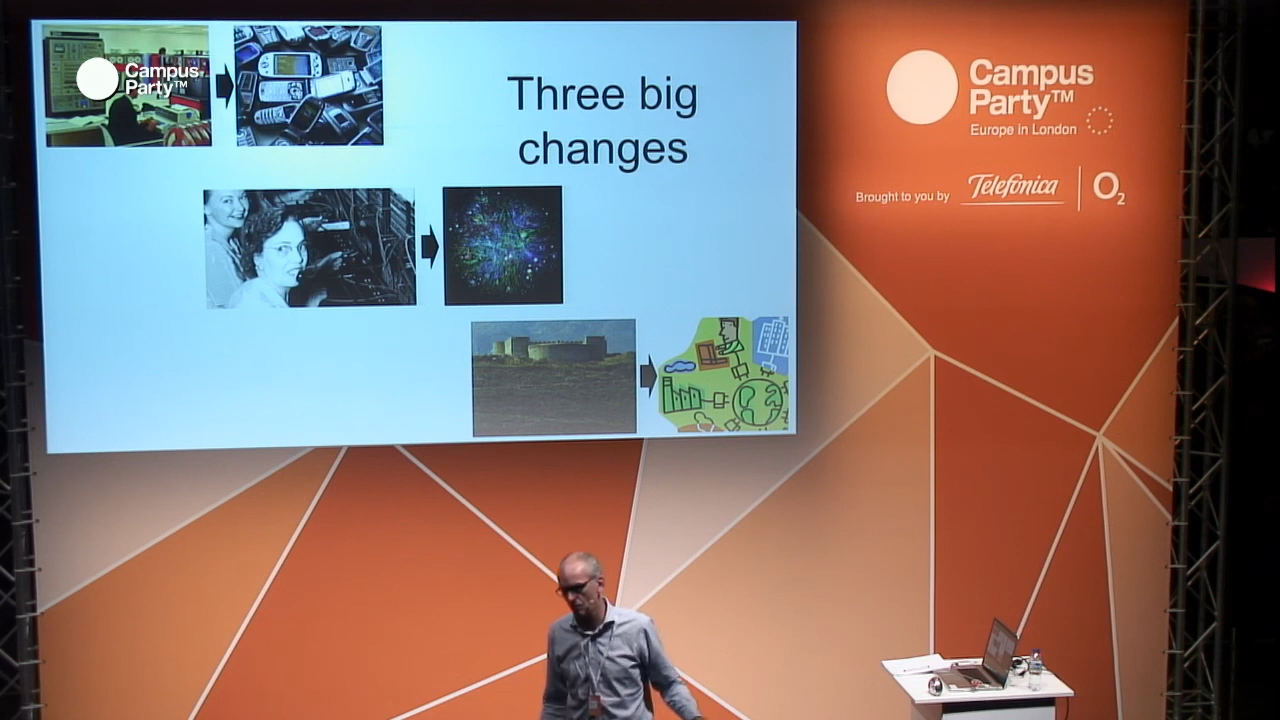 Campus
Party™
Three big
changes
Campus
Party™
Europe in London
Brought to you by
Telefónica
O2